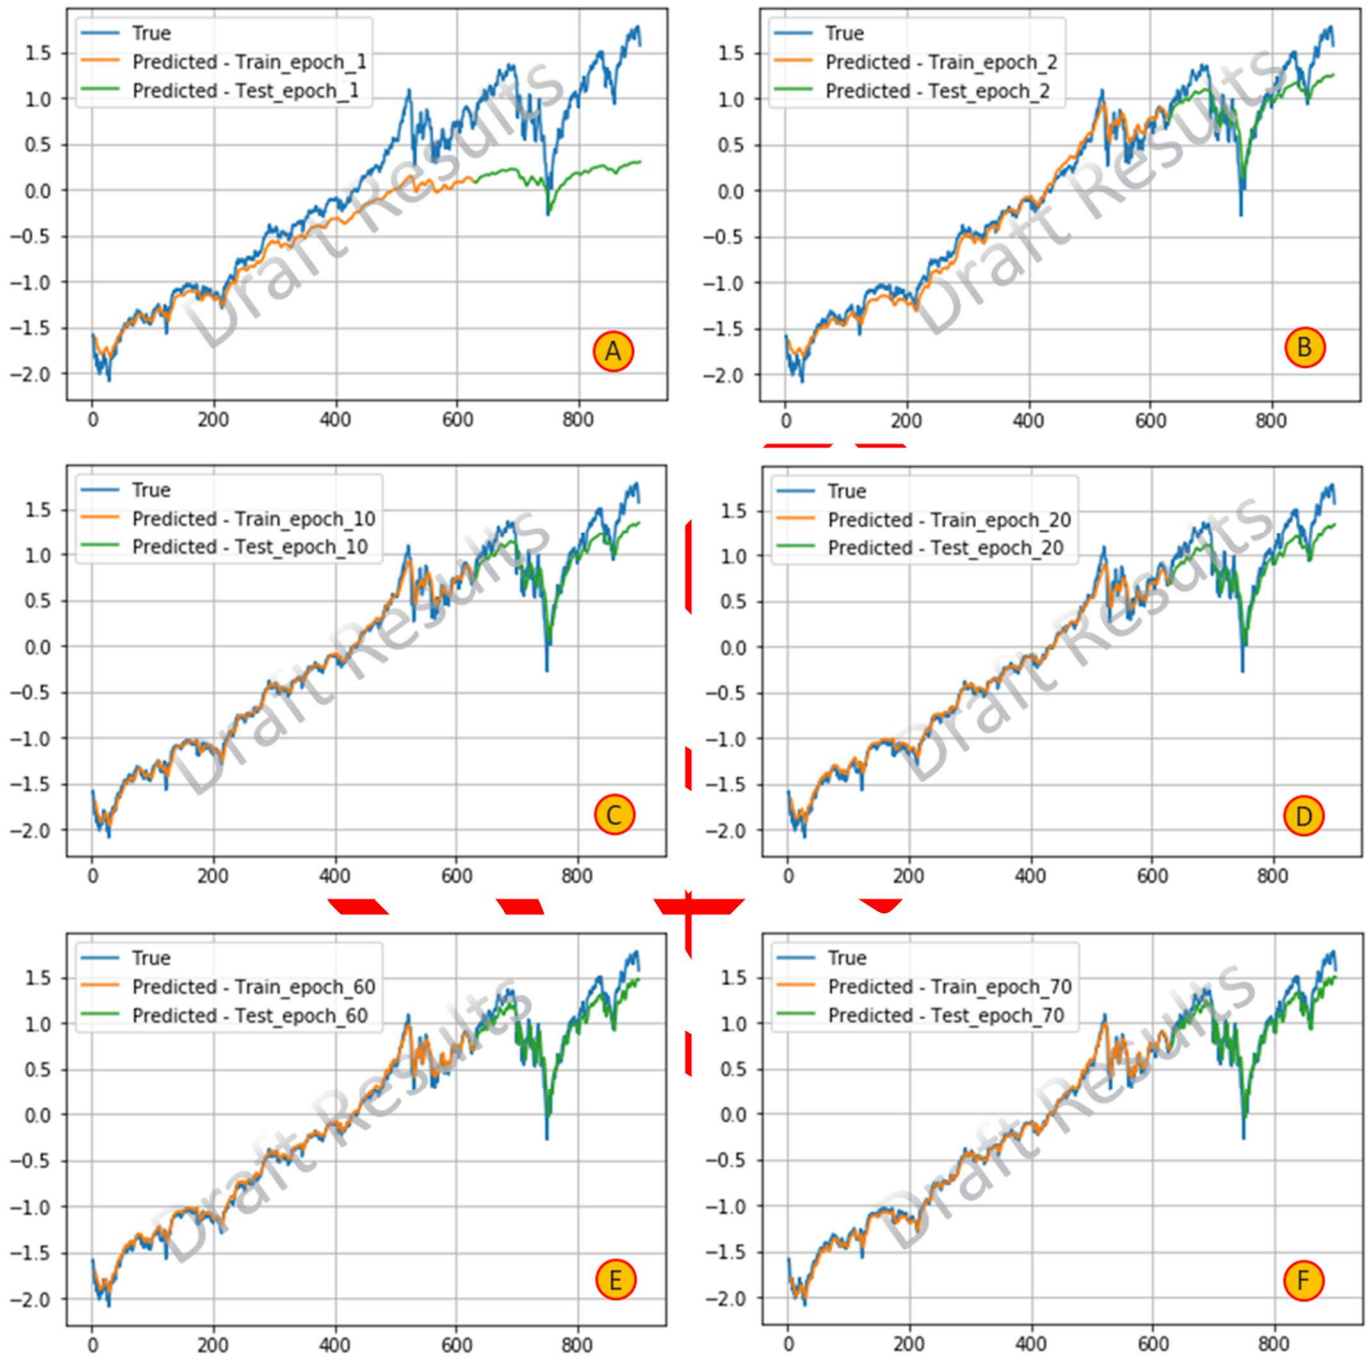 True
Predicted - Train_epoch_1
Predicted - Test_epoch_1
1.5
1.0
0.5
0.0
−0.5
−1.0
−1.5
−2.0
0 200 400 600 800
Draft Results
A
True
Predicted - Train_epoch_2
Predicted - Test_epoch_2
1.5
1.0
0.5
0.0
−0.5
−1.0
−1.5
−2.0
0 200 400 600 800
Draft Results
B
True
Predicted - Train_epoch_10
Predicted - Test_epoch_10
1.5
1.0
0.5
0.0
−0.5
−1.0
−1.5
−2.0
0 200 400 600 800
Draft Results
C
True
Predicted - Train_epoch_20
Predicted - Test_epoch_20
1.5
1.0
0.5
0.0
−0.5
−1.0
−1.5
−2.0
0 200 400 600 800
Draft Results
D
True
Predicted - Train_epoch_60
Predicted - Test_epoch_60
1.5
1.0
0.5
0.0
−0.5
−1.0
−1.5
−2.0
0 200 400 600 800
Draft Results
E
True
Predicted - Train_epoch_70
Predicted - Test_epoch_70
1.5
1.0
0.5
0.0
−0.5
−1.0
−1.5
−2.0
0 200 400 600 800
Draft Results
F